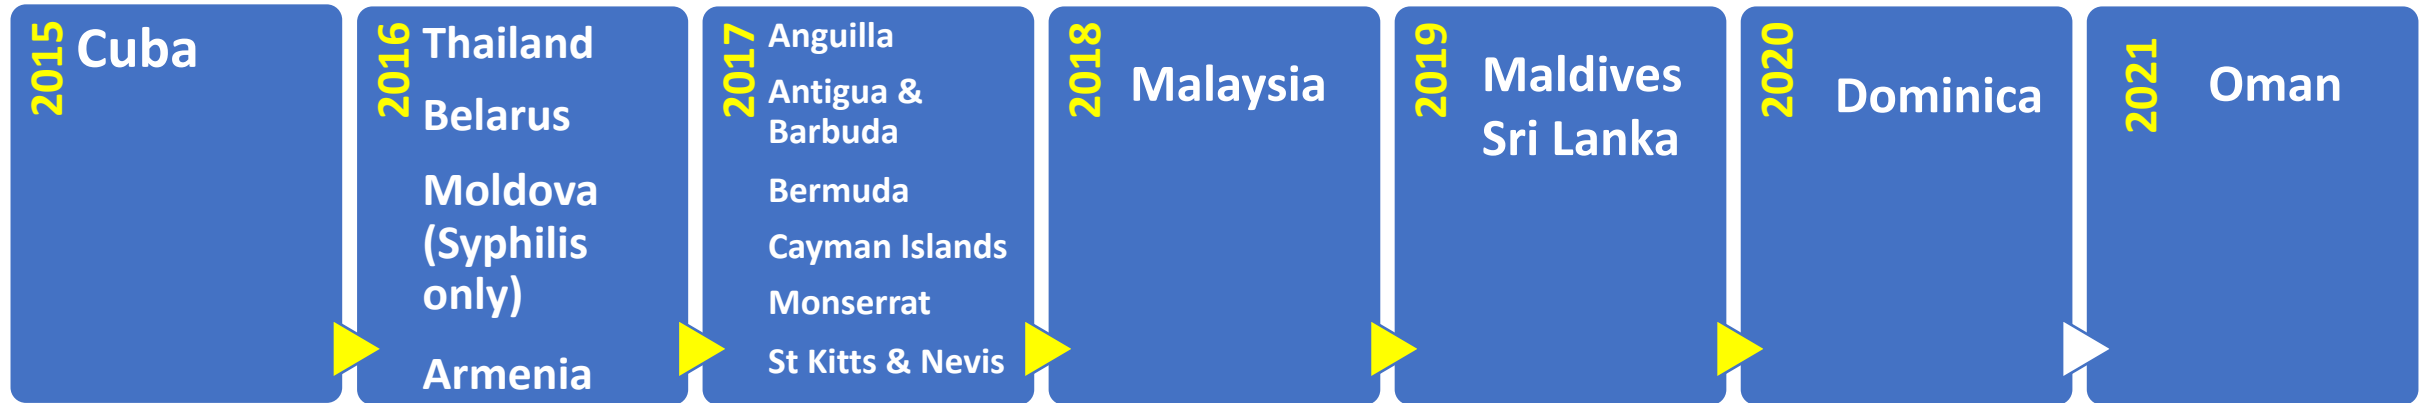 2015
Cuba
2016
Thailand
Belarus
Moldova
(Syphilis
only)
Armenia
2017
Anguilla
Antigua &
Barbuda
Bermuda
Cayman Islands
Monserrat
St Kitts & Nevis
2018
Malaysia
2019
Maldives
Sri Lanka
2020
Dominica
2021
Oman